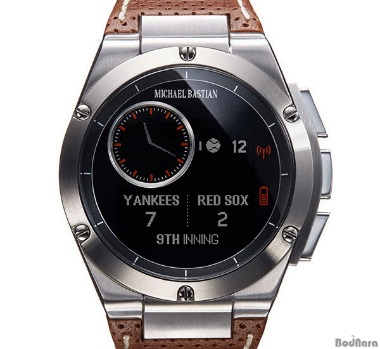 MICHAEL BASTIAN
12
YANKEES RED SOX
7 2
9TH INNING
BodNara